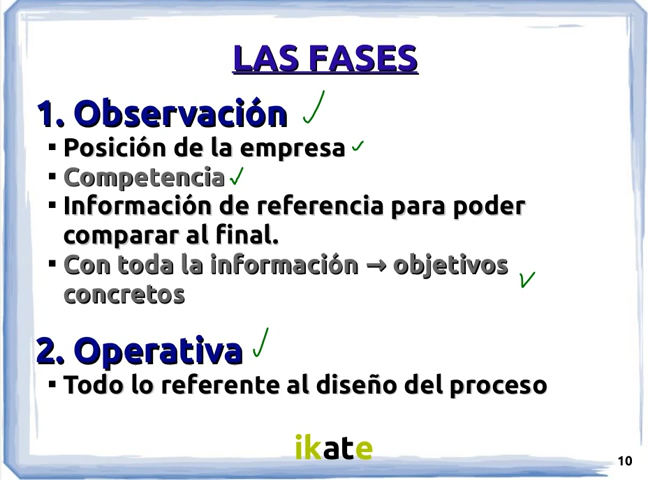 LAS FASES
1. Observación
▪ Posición de la empresa
▪ Competencia
▪ Información de referencia para poder
comparar al final.
▪ Con toda la información → objetivos
concretos
2. Operativa
▪ Todo lo referente al diseño del proceso
ikate
10